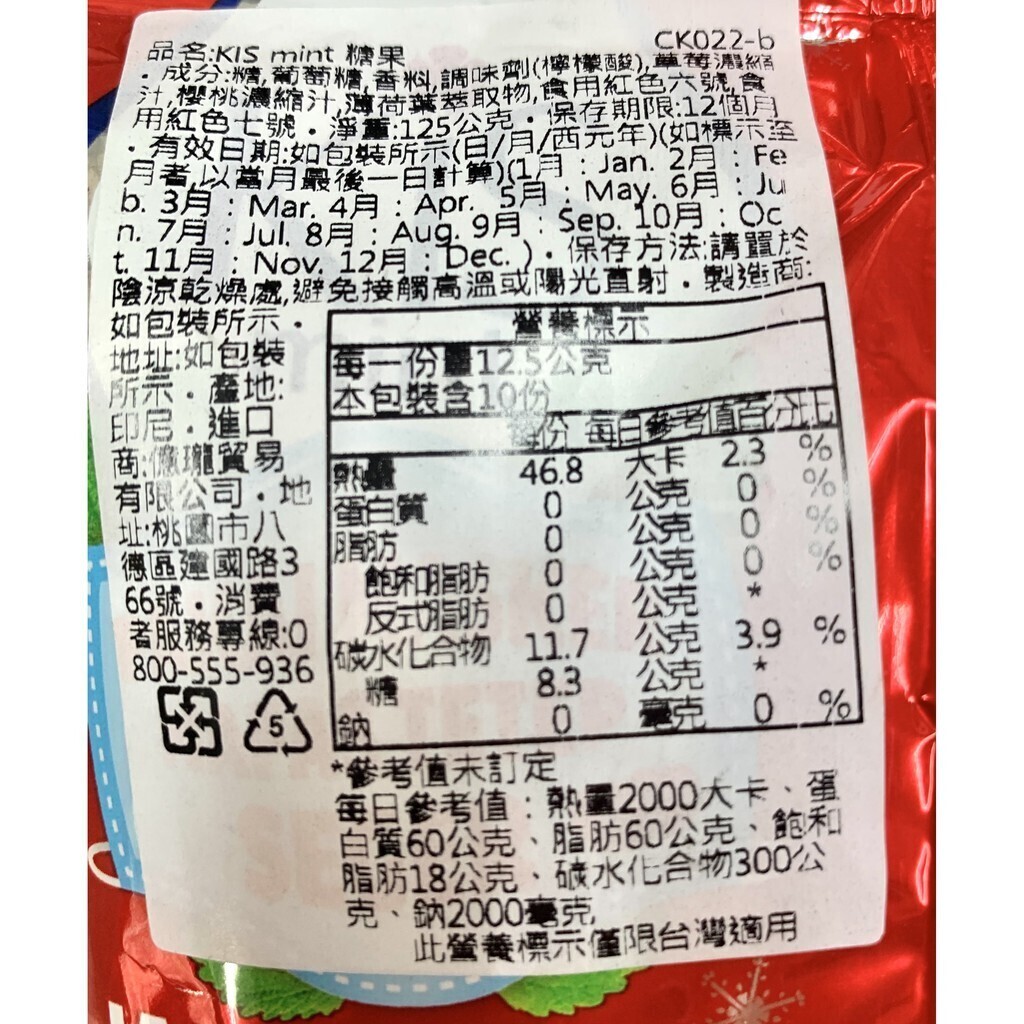 CK022-b
品名:KIS mint 糖果
．成分:糖,葡萄糖,香料,調味劑(檸檬酸),草莓濃縮
汁,櫻桃濃縮汁,薄荷葉萃取物,食用紅色六號,食
用紅色七號．淨重:125公克．保存期限:12個月
．有效日期:如包裝所示(日/月/西元年)(如標示至
月者,以當月最後一日計算)(1月：Jan. 2月：Fe
b. 3月：Mar. 4月：Apr. 5月：May. 6月：Ju
n. 7月：Jul. 8月：Aug. 9月：Sep. 10月：Oc
t. 11月：Nov. 12月：Dec. )．保存方法:請置於
陰涼乾燥處,避免接觸高溫或陽光直射．製造商:
如包裝所示．
地址:如包裝
所示．產地:
印尼．進口
商:瓏貿易
有限公司．地
址:桃園市八
德區建國路3
66號．消費
者服務專線:0
800-555-936
5
營養標示
每一份量12.5公克
本包裝含10份
每份 每日參考值百分比
熱量 46.8 大卡 2.3 %
蛋白質 0 公克 0 %
脂肪 0 公克 0 %
飽和脂肪 0 公克 0 %
反式脂肪 0 公克 *
碳水化合物 11.7 公克 3.9 %
糖 8.3 公克 *
鈉 0 毫克 0 %
*參考值未訂定
每日參考值：熱量2000大卡、蛋
白質60公克、脂肪60公克、飽和
脂肪18公克、碳水化合物300公
克、鈉2000毫克,
此營養標示僅限台灣適用